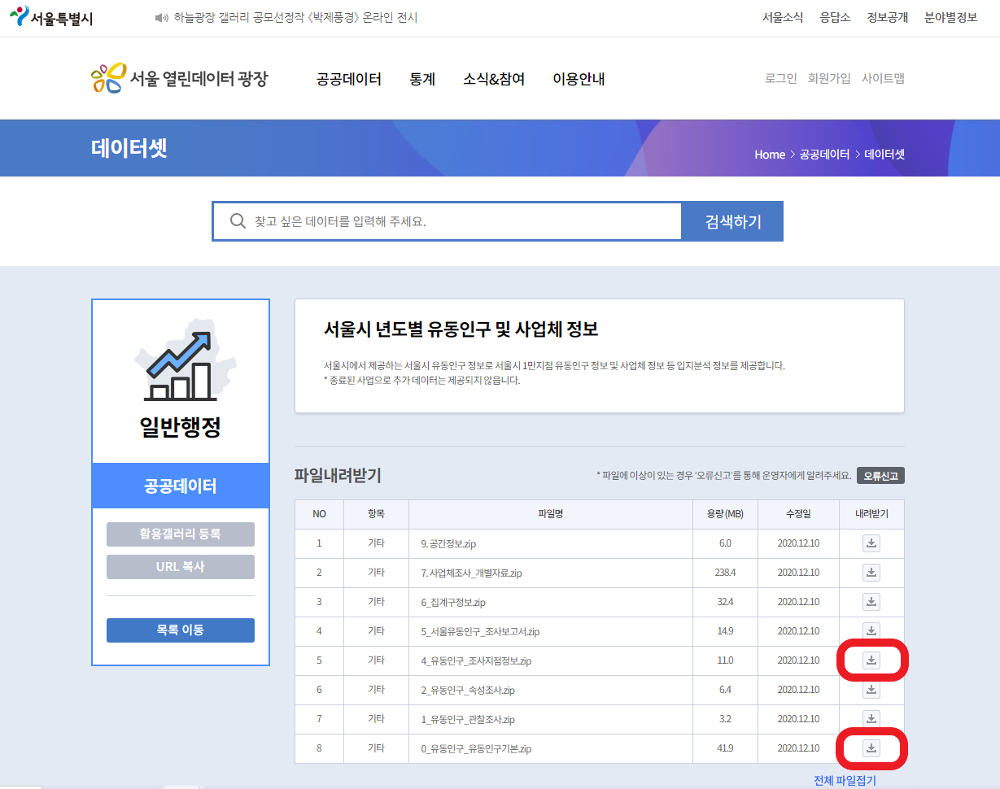 서울특별시
하늘광장 갤러리 공모선정작 《박제풍경》 온라인 전시
서울소식 응답소 정보공개 분야별정보
서울 열린데이터 광장
공공데이터 통계 소식&참여 이용안내
로그인 회원가입 사이트맵
데이터셋
Home > 공공데이터 > 데이터셋
찾고 싶은 데이터를 입력해 주세요.
검색하기
일반행정
공공데이터
활용갤러리 등록
URL 복사
목록 이동
서울시 년도별 유동인구 및 사업체 정보
서울시에서 제공하는 서울시 유동인구 정보로 서울시 1만지점 유동인구 정보 및 사업체 정보 등 입지분석 정보를 제공합니다.
* 종료된 사업으로 추가 데이터는 제공되지 않습니다.
파일내려받기
* 파일에 이상이 있는 경우 '오류신고'를 통해 운영자에게 알려주세요. 오류신고
NO 항목 파일명 용량(MB) 수정일 내려받기
1 기타 9. 공간정보.zip 6.0 2020.12.10
2 기타 7. 사업체조사_개별자료.zip 238.4 2020.12.10
3 기타 6_집계구정보.zip 32.4 2020.12.10
4 기타 5_서울유동인구_조사보고서.zip 14.9 2020.12.10
5 기타 4_유동인구_조사지점정보.zip 11.0 2020.12.10
6 기타 2_유동인구_속성조사.zip 6.4 2020.12.10
7 기타 1_유동인구_관찰조사.zip 3.2 2020.12.10
8 기타 0_유동인구_유동인구기본.zip 41.9 2020.12.10
전체 파일접기